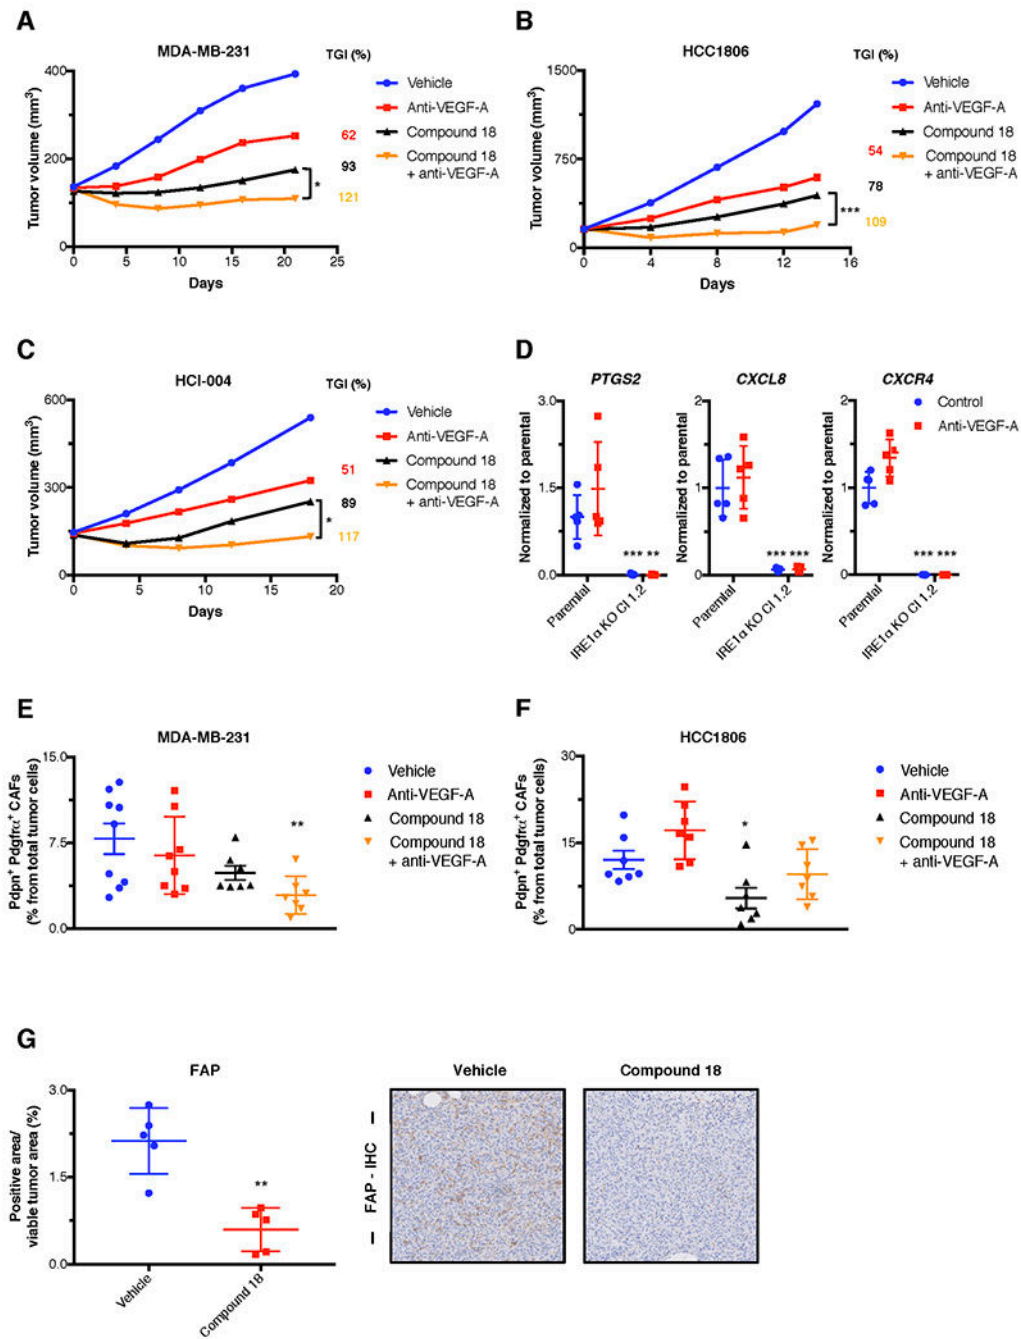 A
MDA-MB-231
TGI (%)
Tumor volume (mm³)
400
200
0
0 5 10 15 20 25
Days
Vehicle
Anti-VEGF-A
Compound 18
Compound 18
+ anti-VEGF-A
62
93
121
*
B
HCC1806
TGI (%)
Tumor volume (mm³)
1500
750
0
0 4 8 12 16
Days
Vehicle
Anti-VEGF-A
Compound 18
Compound 18
+ anti-VEGF-A
54
78
109
***
C
HCI-004
TGI (%)
Tumor volume (mm³)
600
300
0
0 5 10 15 20
Days
Vehicle
Anti-VEGF-A
Compound 18
Compound 18
+ anti-VEGF-A
51
89
117
*
D
PTGS2
Normalized to parental
3.0
1.5
0.0
*** **
Paremtal
IRE1α KO Cl 1.2
CXCL8
Normalized to parental
2
1
0
*** ***
Paremtal
IRE1α KO Cl 1.2
CXCR4
Normalized to parental
2
1
0
*** ***
Paremtal
IRE1α KO Cl 1.2
Control
Anti-VEGF-A
E
MDA-MB-231
Pdpn⁺ Pdgfrα⁺ CAFs
(% from total tumor cells)
15.0
7.5
0.0
**
Vehicle
Anti-VEGF-A
Compound 18
Compound 18
+ anti-VEGF-A
F
HCC1806
Pdpn⁺ Pdgfrα⁺ CAFs
(% from total tumor cells)
30
15
0
*
Vehicle
Anti-VEGF-A
Compound 18
Compound 18
+ anti-VEGF-A
G
FAP
Positive area/
viable tumor area (%)
3.0
1.5
0.0
**
Vehicle
Compound 18
Vehicle
Compound 18
FAP - IHC